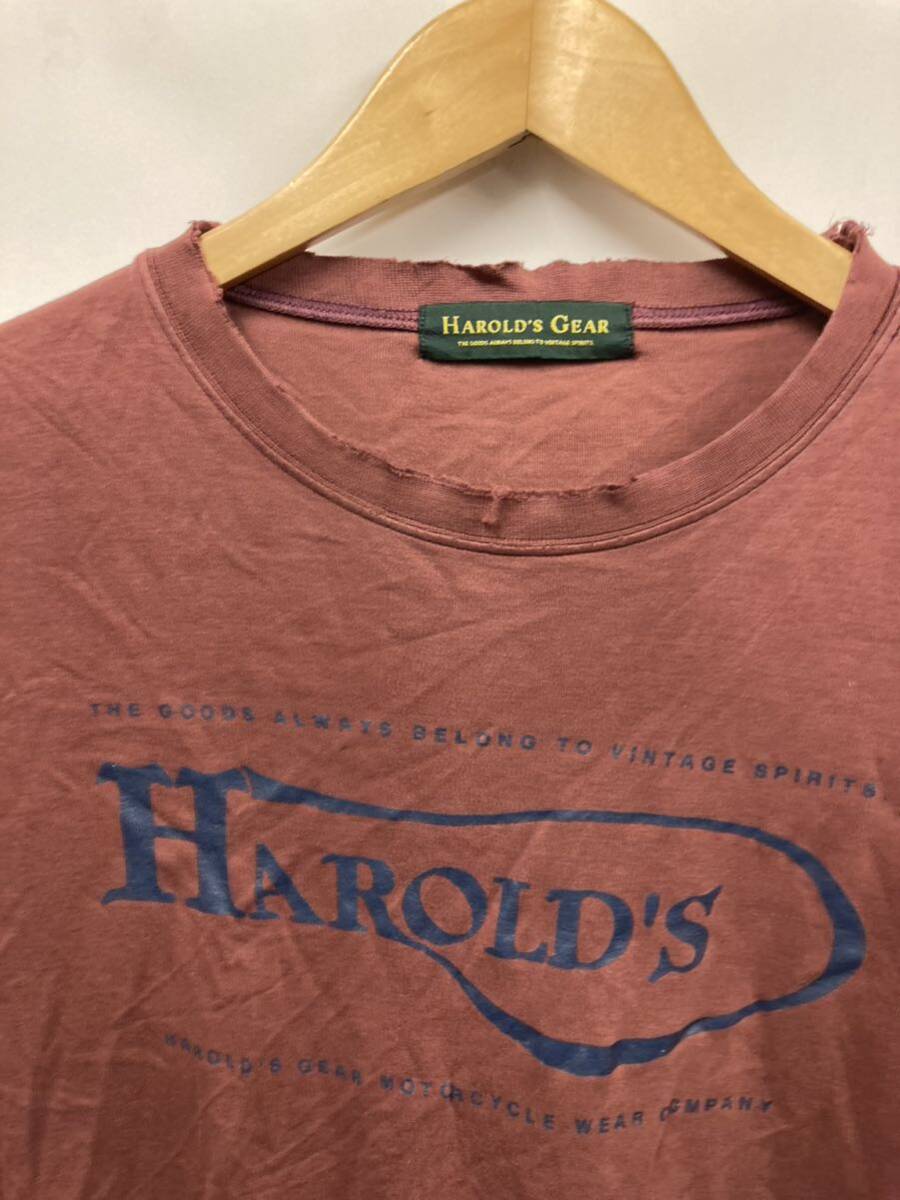 HAROLD'S GEAR
THE GOODS ALWAYS BELONG TO VINTAGE SPIRITS.
THE GOODS ALWAYS BELONG TO VINTAGE SPIRITS.
HAROLD'S
HAROLD'S GEAR MOTORCYCLE WEAR COMPANY